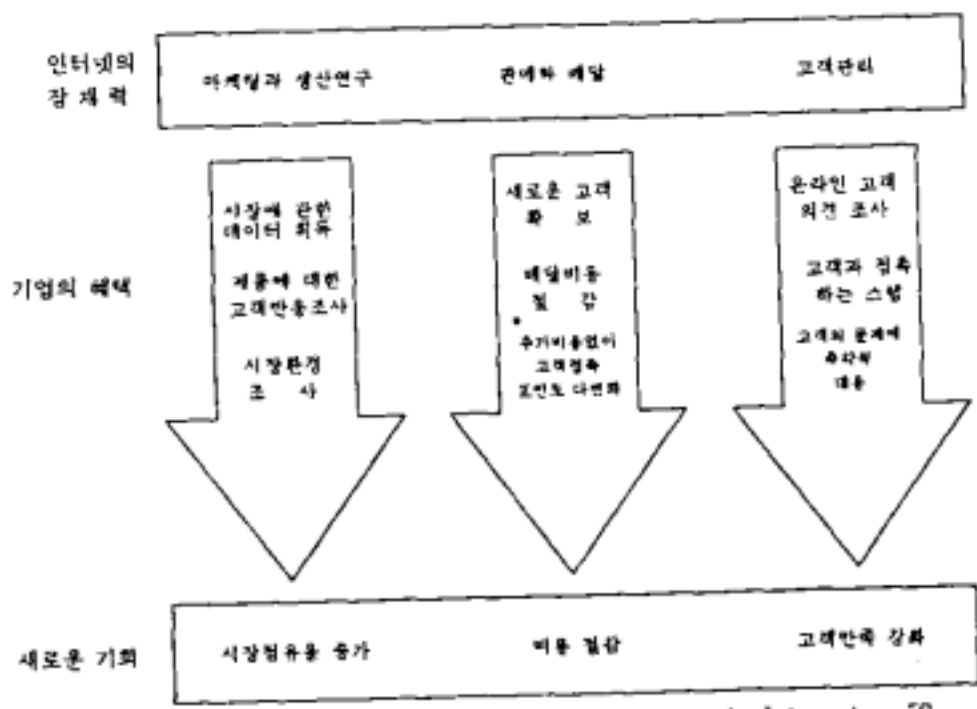 인터넷의
잠 재 력
마케팅과 생산연구
판매와 배달
고객관리
기업의 혜택
시장에 관한
데이터 획득
제품에 대한
고객반응조사
시장환경
조 사
새로운 고객
확 보
배달비용
절 감
추가비용없이
고객접촉
포인트 다변화
온라인 고객
의견 조사
고객과 접촉
하는 스텝
고객의 문제에
즉각적
대응
새로운 기회
시장점유율 증가
비용 절감
고객만족 강화